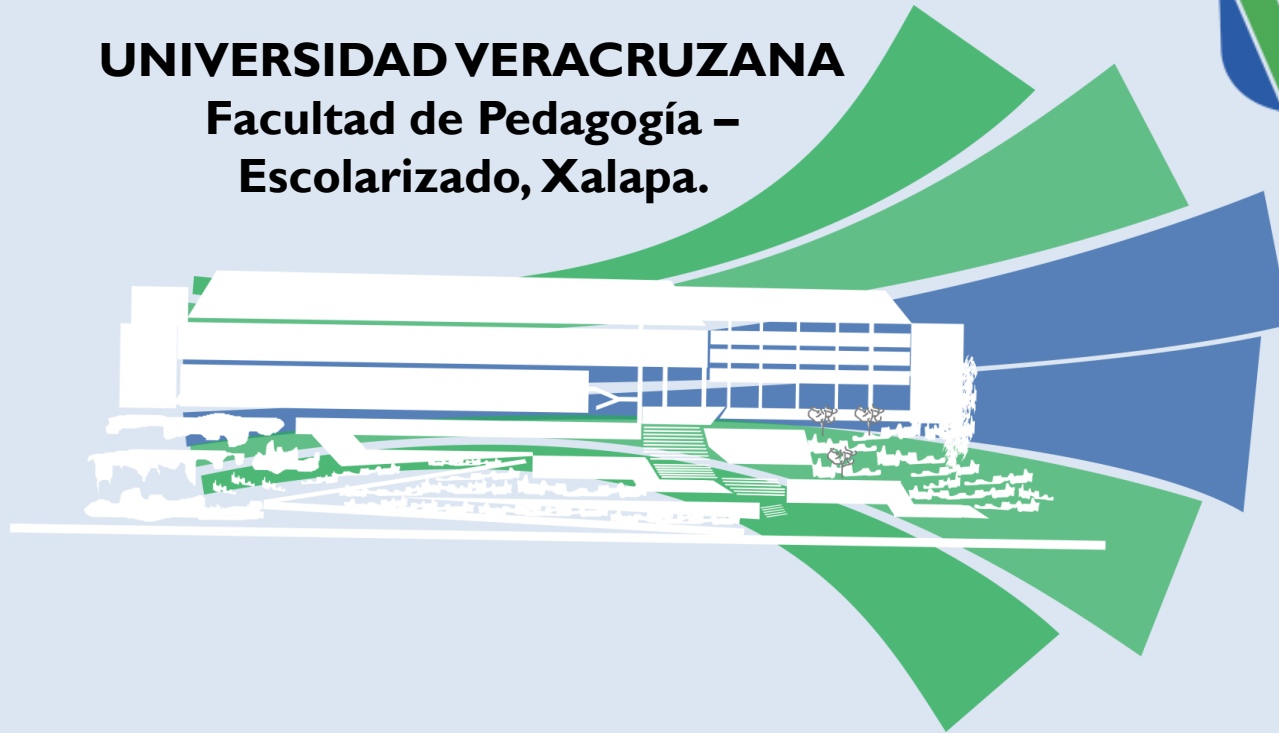 UNIVERSIDAD VERACRUZANA
Facultad de Pedagogía –
Escolarizado, Xalapa.